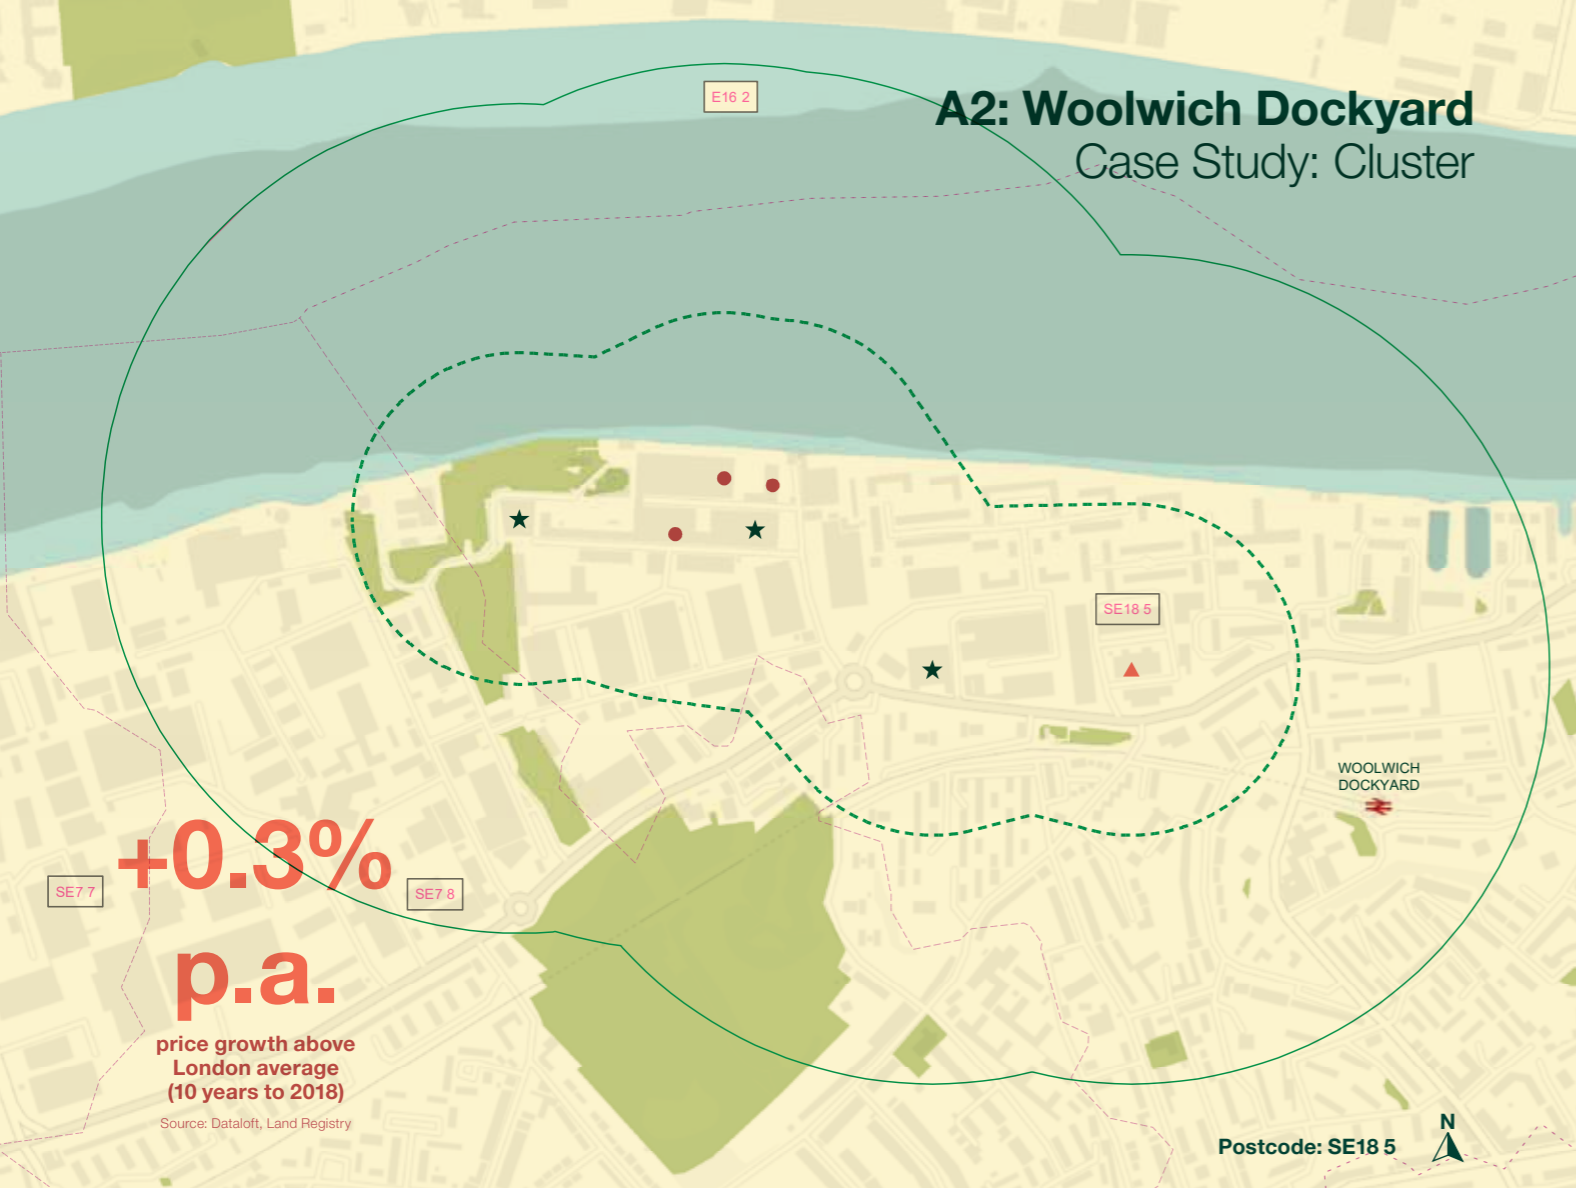 E16 2
A2: Woolwich Dockyard
Case Study: Cluster
SE18 5
WOOLWICH
DOCKYARD
+0.3%
SE7 7
SE7 8
p.a.
price growth above
London average
(10 years to 2018)
Source: Dataloft, Land Registry
N
Postcode: SE18 5